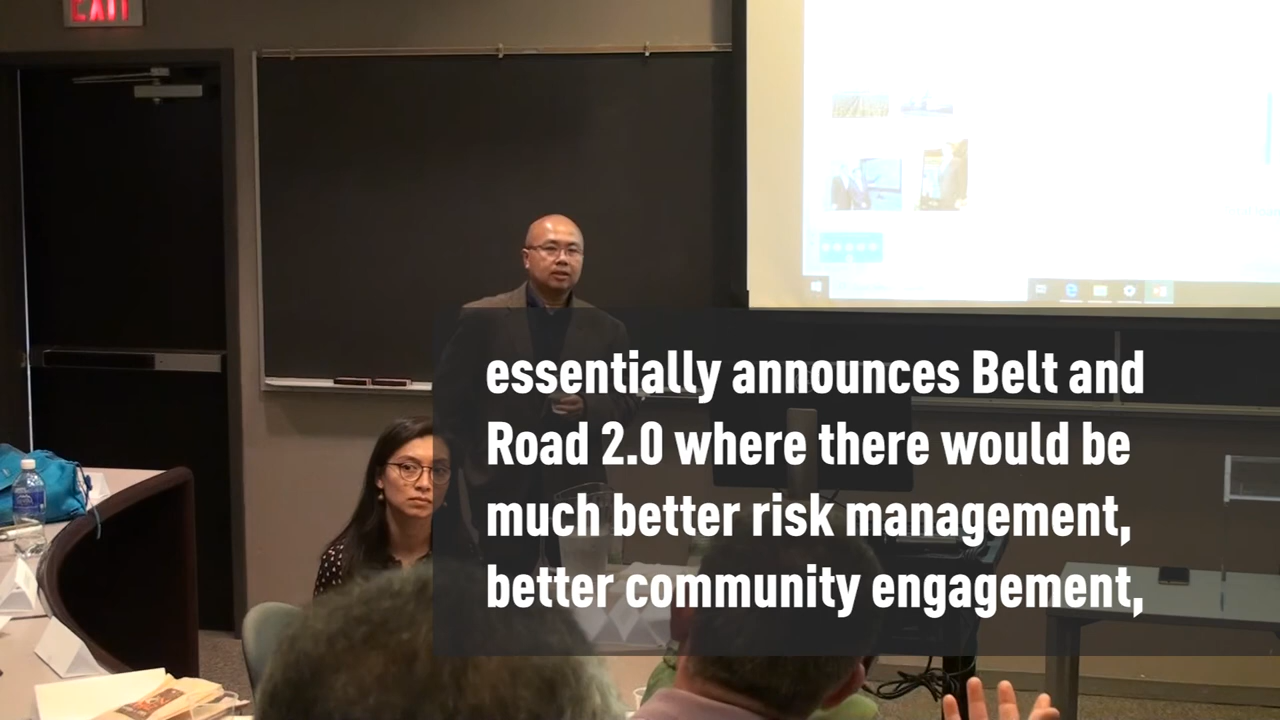 EXIT
essentially announces Belt and
Road 2.0 where there would be
much better risk management,
better community engagement,